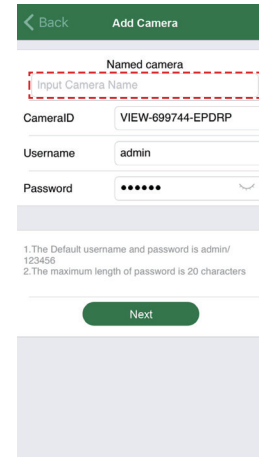 Back Add Camera
Named camera
Input Camera Name
CameraID VIEW-699744-EPDRP
Username admin
Password ●●●●●●
1.The Default username and password is admin/
123456
2.The maximum length of password is 20 characters
Next